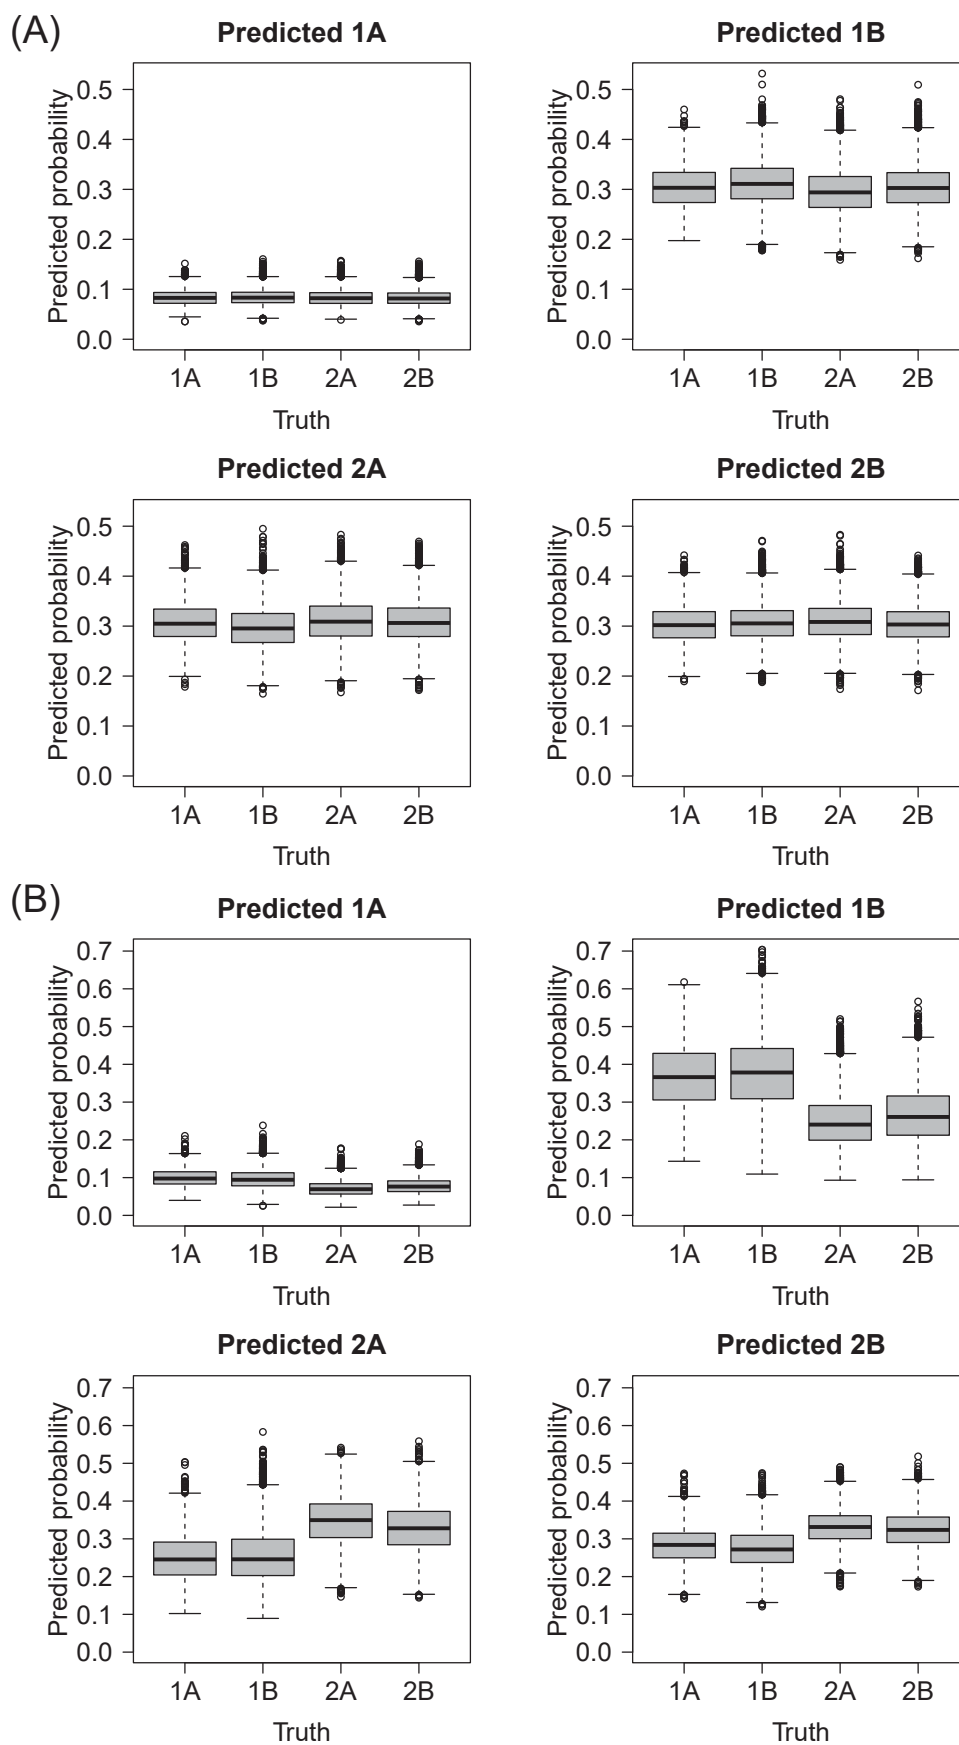 (A)
Predicted 1A
Predicted 1B
Predicted probability
0.5
0.4
0.3
0.2
0.1
0.0
1A 1B 2A 2B
Truth
Predicted probability
0.5
0.4
0.3
0.2
0.1
0.0
1A 1B 2A 2B
Truth
Predicted 2A
Predicted 2B
Predicted probability
0.5
0.4
0.3
0.2
0.1
0.0
1A 1B 2A 2B
Truth
Predicted probability
0.5
0.4
0.3
0.2
0.1
0.0
1A 1B 2A 2B
Truth
(B)
Predicted 1A
Predicted 1B
Predicted probability
0.7
0.6
0.5
0.4
0.3
0.2
0.1
0.0
1A 1B 2A 2B
Truth
Predicted probability
0.7
0.6
0.5
0.4
0.3
0.2
0.1
0.0
1A 1B 2A 2B
Truth
Predicted 2A
Predicted 2B
Predicted probability
0.7
0.6
0.5
0.4
0.3
0.2
0.1
0.0
1A 1B 2A 2B
Truth
Predicted probability
0.7
0.6
0.5
0.4
0.3
0.2
0.1
0.0
1A 1B 2A 2B
Truth